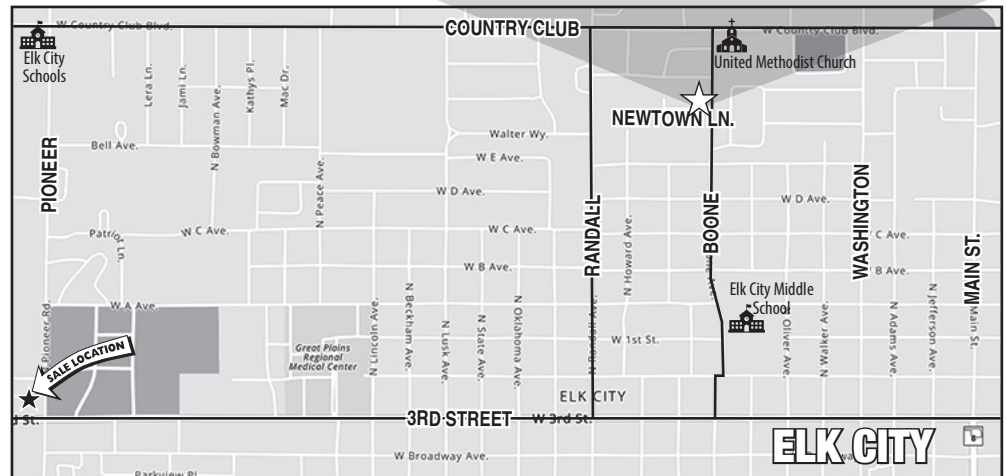 W Country Club Blvd.
COUNTRY CLUB
W Country Club Blvd.
Elk City
Schools
United Methodist Church
Lera Ln.
Jami Ln.
N Bowman Ave.
Kathys Pl.
Mac Dr.
NEWTOWN LN.
Walter Wy.
Bell Ave.
W E Ave.
PIONEER
N Peace Ave.
W D Ave.
W D Ave.
RANDALL
BOONE
WASHINGTON
MAIN ST.
N Howard Ave.
Patriot Ln.
W C Ave.
W C Ave.
C Ave.
W B Ave.
B Ave.
Elk City Middle
School
W A Ave.
Pioneer Rd.
SALE LOCATION
Great Plains
Regional
Medical Center
N Lincoln Ave.
N Beckham Ave.
N Lusk Ave.
N State Ave.
N Oklahoma Ave.
N Randall Ave.
W 1st St.
Oliver Ave.
N Walker Ave.
N Adams Ave.
N Jefferson Ave.
Main St.
ELK CITY
3RD STREET
W 3rd St.
W Broadway Ave.
ELK CITY
Parkview Pl